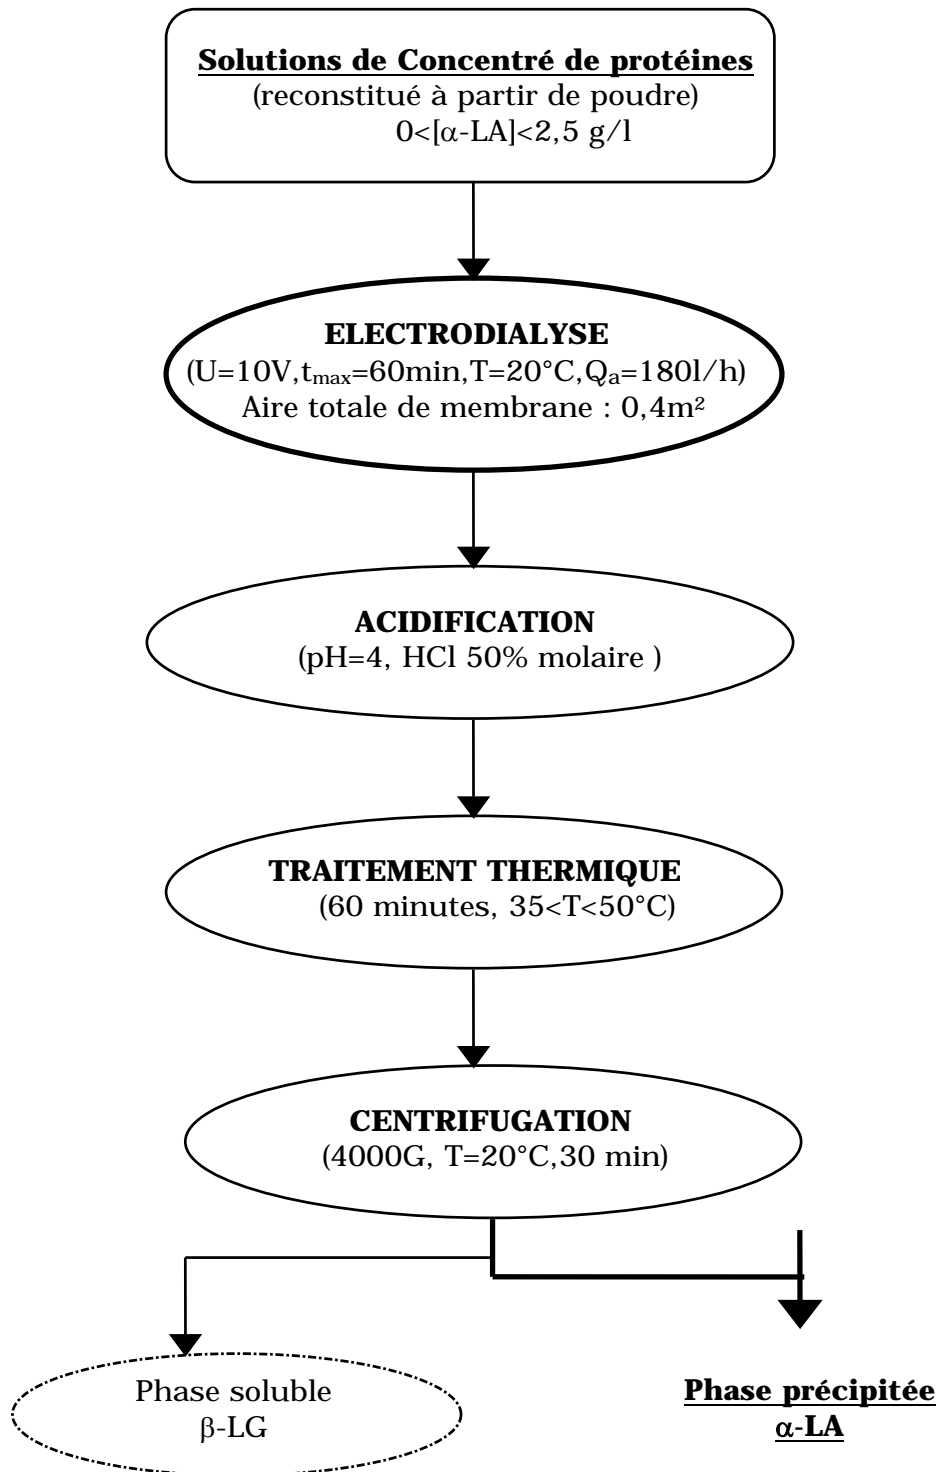 Solutions de Concentré de protéines
(reconstitué à partir de poudre)
0<[α-LA]<2,5 g/l
ELECTRODIALYSE
(U=10V,tₘₐₓ=60min,T=20°C,Qₐ=180l/h)
Aire totale de membrane : 0,4m²
ACIDIFICATION
(pH=4, HCl 50% molaire )
TRAITEMENT THERMIQUE
(60 minutes, 35<T<50°C)
CENTRIFUGATION
(4000G, T=20°C,30 min)
Phase soluble
β-LG
Phase précipitée
α-LA